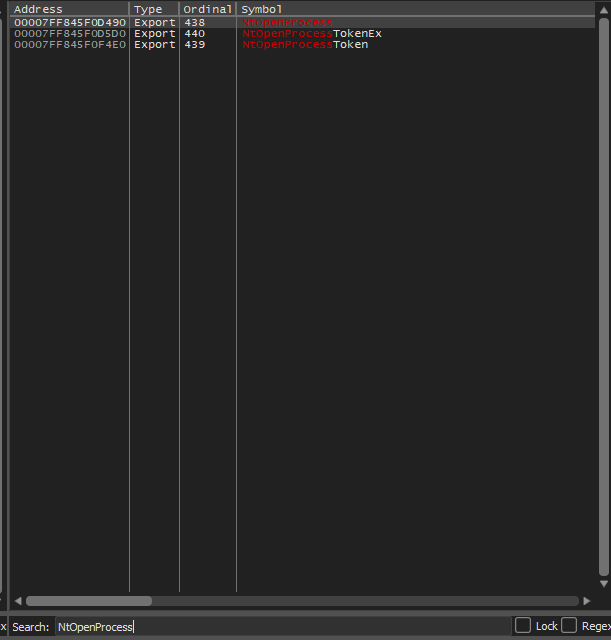 Address Type Ordinal Symbol
00007FF845F0D490 Export 438 NtOpenProcess
00007FF845F0D5D0 Export 440 NtOpenProcessTokenEx
00007FF845F0F4E0 Export 439 NtOpenProcessToken
x Search: NtOpenProcess Lock Regex